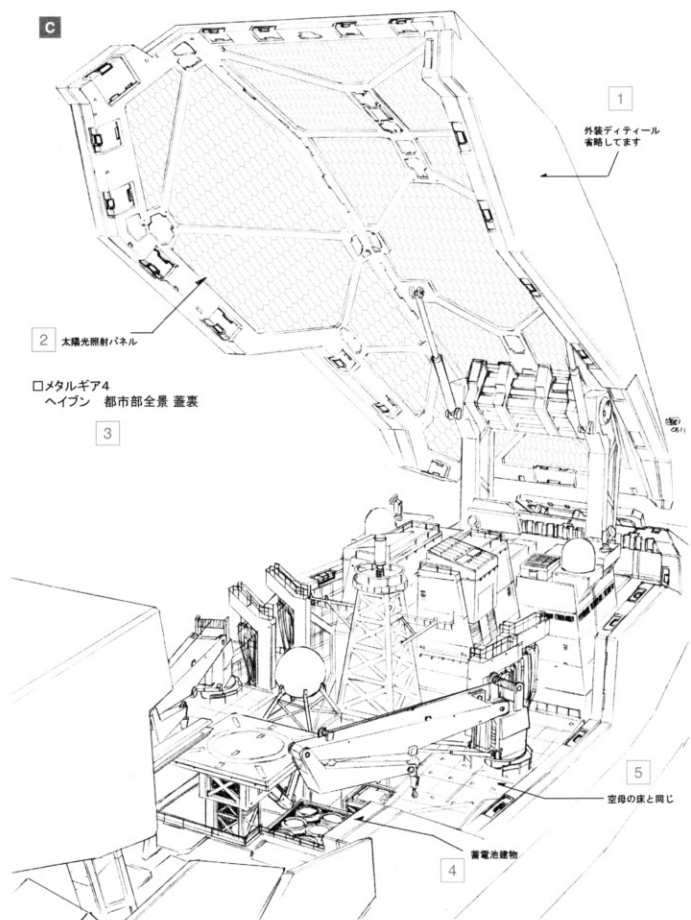 C
1
外装ディティール
省略してます
2 太陽光照射パネル
□メタルギア4
ヘイブン 都市部全景 蓋裏
3
5
空母の床と同じ
蓄電池建物
4